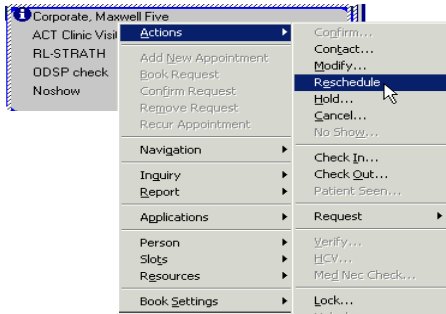 Corporate, Maxwell Five
ACT Clinic Visi
RL-STRATH
ODSP check
Noshow
Actions
Add New Appointment
Book Request
Confirm Request
Remove Request
Recur Appointment
Navigation
Inquiry
Report
Applications
Person
Slots
Resources
Book Settings
Confirm...
Contact...
Modify...
Reschedule
Hold...
Cancel...
No Show...
Check In...
Check Out...
Patient Seen...
Request
Verify...
HCV...
Med Nec Check...
Lock...